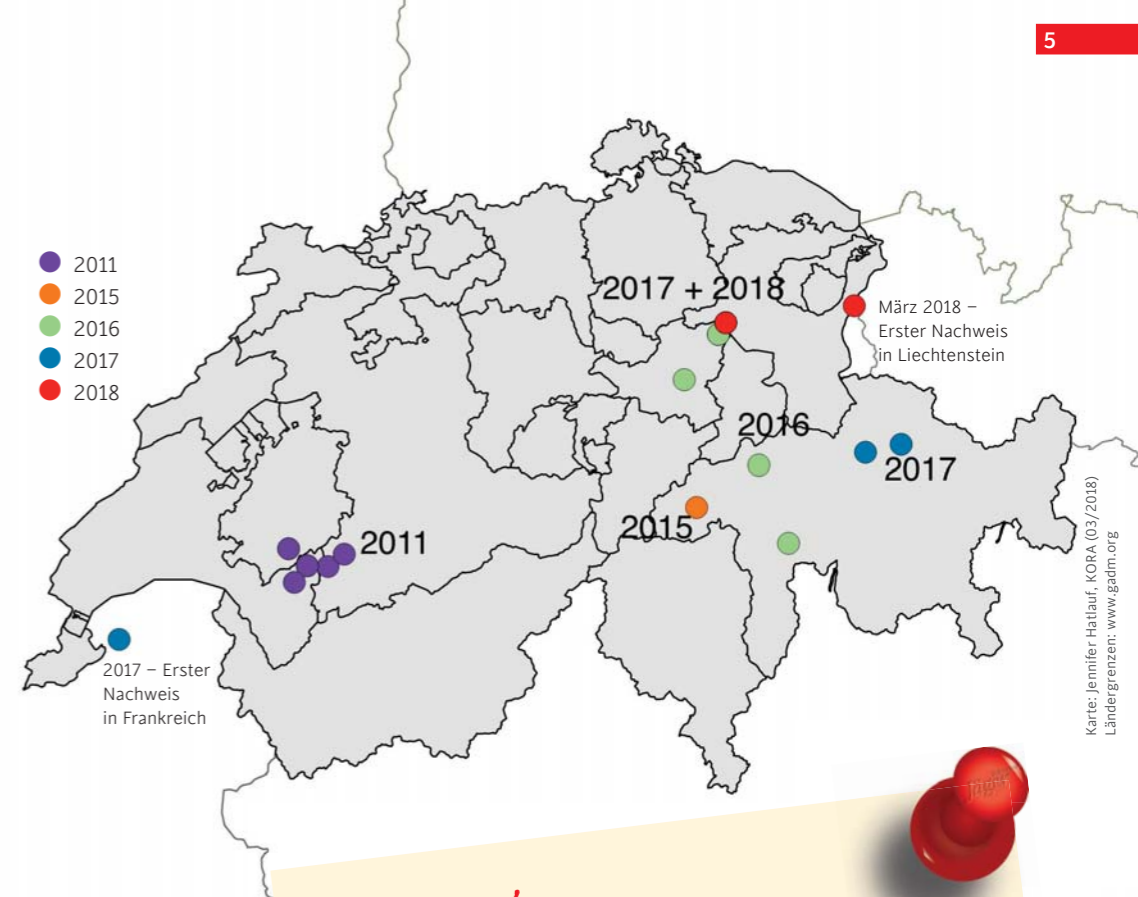 5
2011
2015
2016
2017
2018
2017 + 2018
März 2018 –
Erster Nachweis
in Liechtenstein
2016
2017
2015
2011
2017 – Erster
Nachweis
in Frankreich
Karte: Jennifer Hatlauf, KORA (03/2018)
Ländergrenzen: www.gadm.org